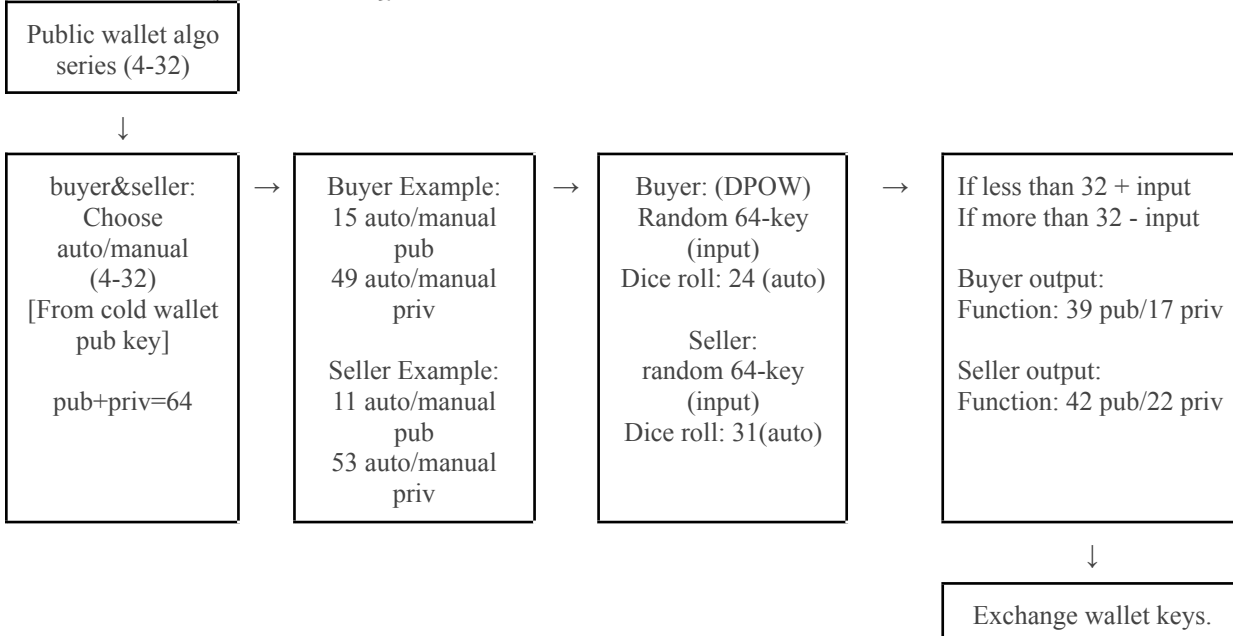 Public wallet algo
series (4-32)
↓
buyer&seller:
Choose
auto/manual
(4-32)
[From cold wallet
pub key]
pub+priv=64
→
Buyer Example:
15 auto/manual
pub
49 auto/manual
priv
Seller Example:
11 auto/manual
pub
53 auto/manual
priv
→
Buyer: (DPOW)
Random 64-key
(input)
Dice roll: 24 (auto)
Seller:
random 64-key
(input)
Dice roll: 31(auto)
→
If less than 32 + input
If more than 32 - input
Buyer output:
Function: 39 pub/17 priv
Seller output:
Function: 42 pub/22 priv
↓
Exchange wallet keys.